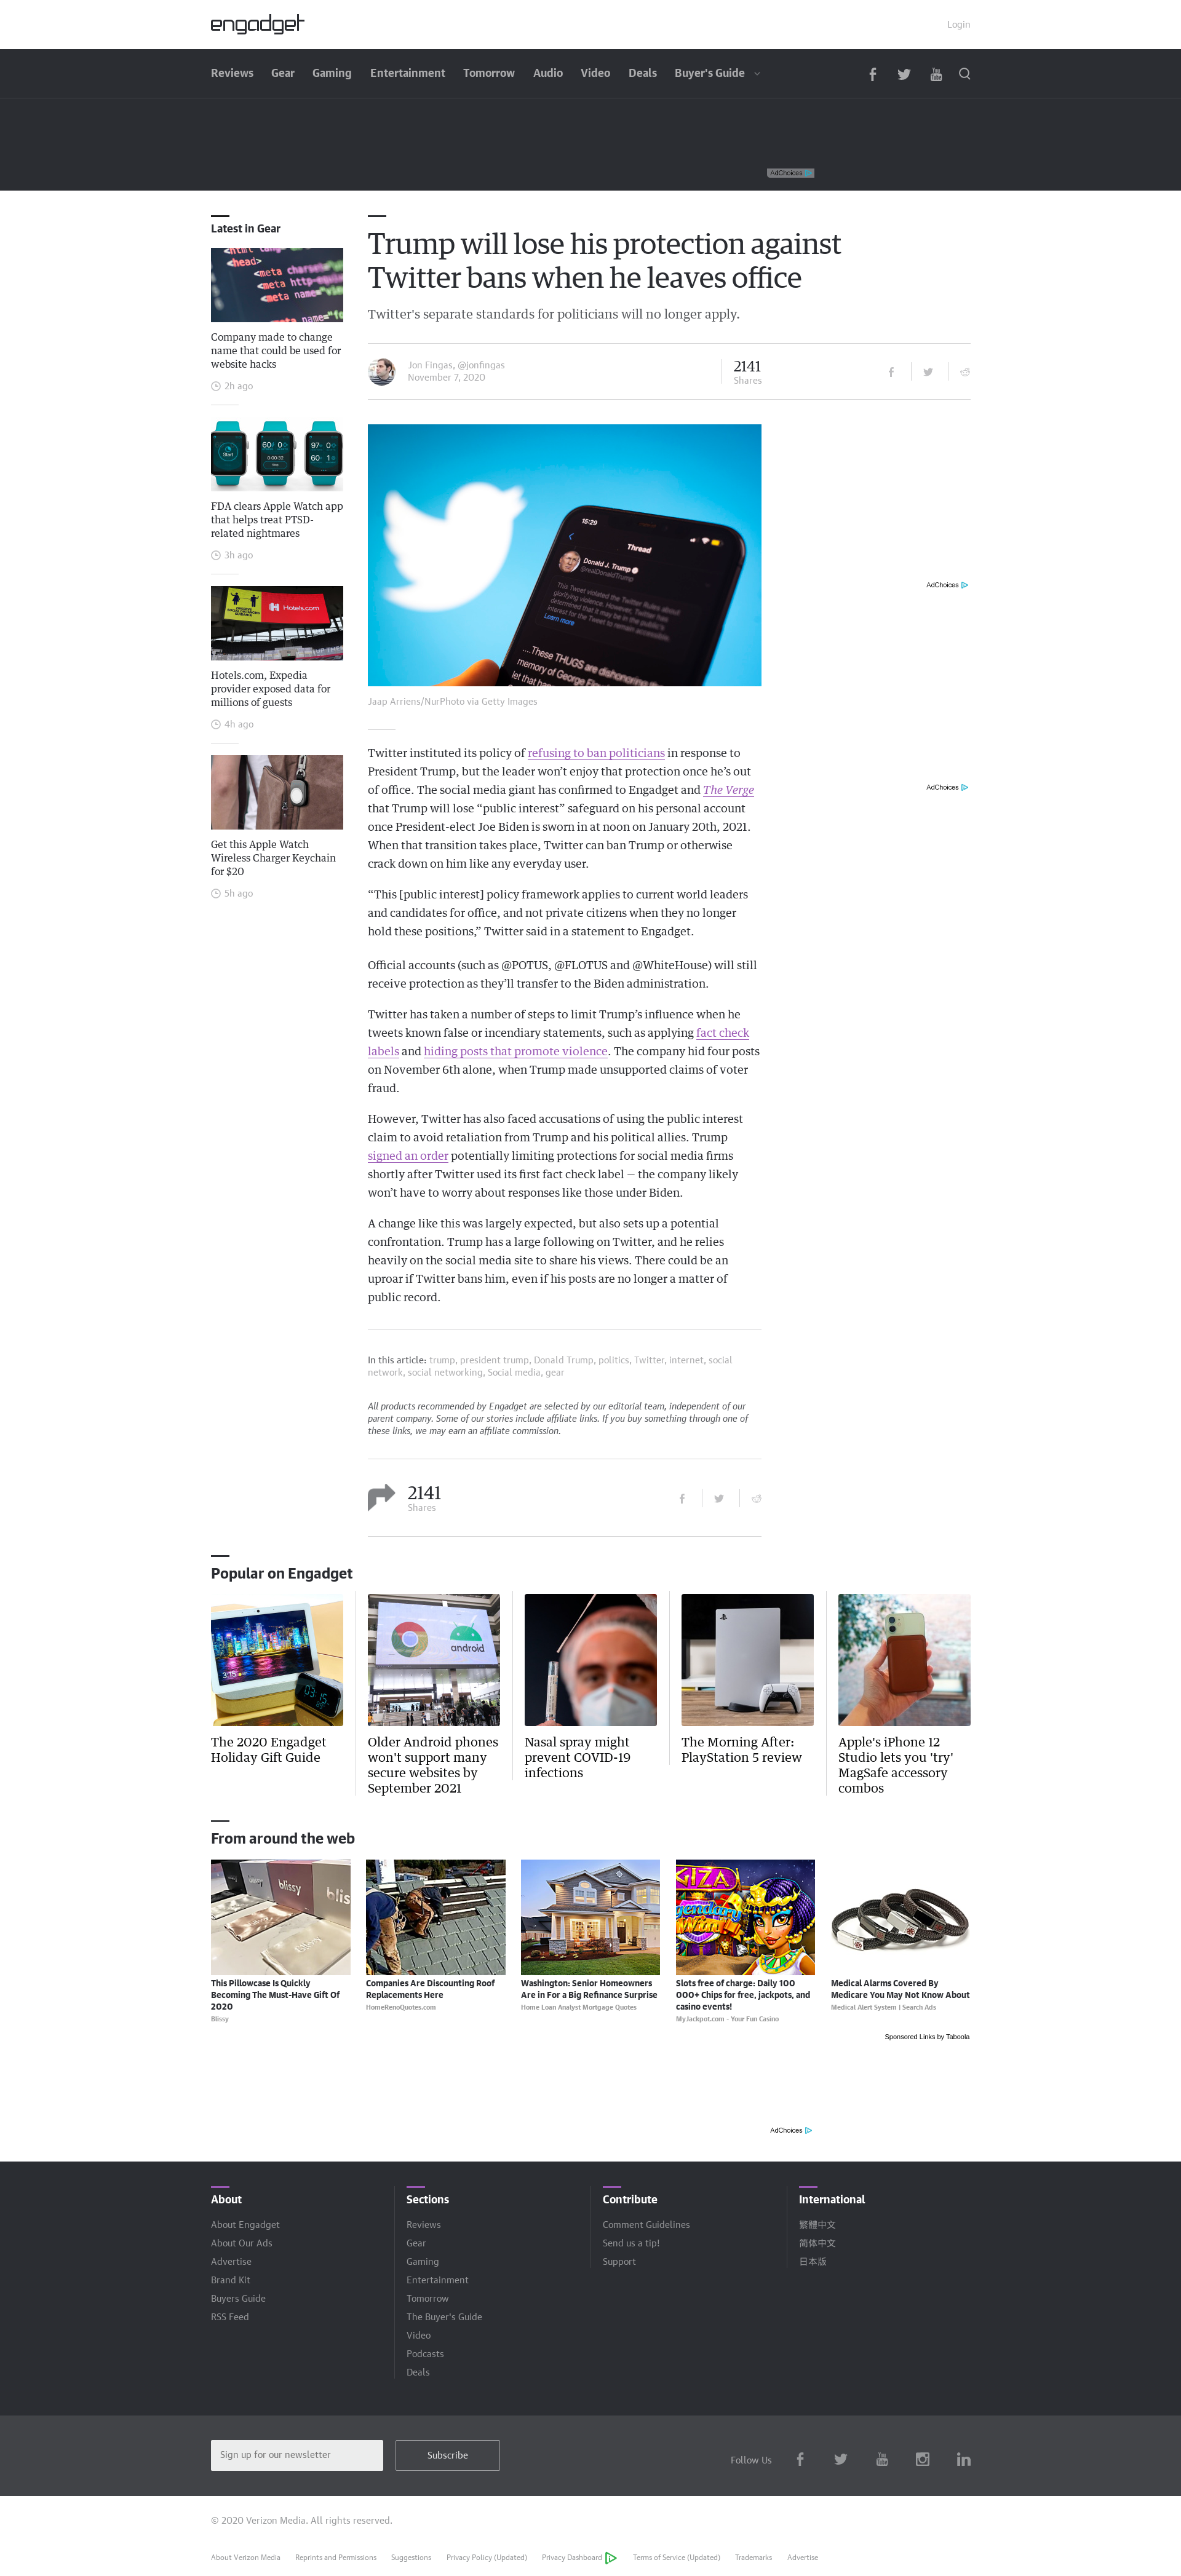 engadget
Login
Reviews Gear Gaming Entertainment Tomorrow Audio Video Deals Buyer's Guide
AdChoices
Latest in Gear
Company made to change
name that could be used for
website hacks
2h ago
FDA clears Apple Watch app
that helps treat PTSD-
related nightmares
3h ago
Hotels.com
Hotels.com, Expedia
provider exposed data for
millions of guests
4h ago
Get this Apple Watch
Wireless Charger Keychain
for $20
5h ago
Trump will lose his protection against
Twitter bans when he leaves office
Twitter's separate standards for politicians will no longer apply.
Jon Fingas, @jonfingas
November 7, 2020
2141
Shares
15:29
Thread
Donald J. Trump
@realDonaldTrump
Learn more
....These THUGS are dishonoring
Jaap Arriens/NurPhoto via Getty Images
AdChoices
AdChoices
Twitter instituted its policy of refusing to ban politicians in response to
President Trump, but the leader won’t enjoy that protection once he’s out
of office. The social media giant has confirmed to Engadget and The Verge
that Trump will lose “public interest” safeguard on his personal account
once President-elect Joe Biden is sworn in at noon on January 20th, 2021.
When that transition takes place, Twitter can ban Trump or otherwise
crack down on him like any everyday user.
“This [public interest] policy framework applies to current world leaders
and candidates for office, and not private citizens when they no longer
hold these positions,” Twitter said in a statement to Engadget.
Official accounts (such as @POTUS, @FLOTUS and @WhiteHouse) will still
receive protection as they’ll transfer to the Biden administration.
Twitter has taken a number of steps to limit Trump’s influence when he
tweets known false or incendiary statements, such as applying fact check
labels and hiding posts that promote violence. The company hid four posts
on November 6th alone, when Trump made unsupported claims of voter
fraud.
However, Twitter has also faced accusations of using the public interest
claim to avoid retaliation from Trump and his political allies. Trump
signed an order potentially limiting protections for social media firms
shortly after Twitter used its first fact check label — the company likely
won’t have to worry about responses like those under Biden.
A change like this was largely expected, but also sets up a potential
confrontation. Trump has a large following on Twitter, and he relies
heavily on the social media site to share his views. There could be an
uproar if Twitter bans him, even if his posts are no longer a matter of
public record.
In this article: trump, president trump, Donald Trump, politics, Twitter, internet, social
network, social networking, Social media, gear
All products recommended by Engadget are selected by our editorial team, independent of our
parent company. Some of our stories include affiliate links. If you buy something through one of
these links, we may earn an affiliate commission.
2141
Shares
Popular on Engadget
The 2020 Engadget
Holiday Gift Guide
android
Older Android phones
won't support many
secure websites by
September 2021
Nasal spray might
prevent COVID-19
infections
The Morning After:
PlayStation 5 review
Apple's iPhone 12
Studio lets you 'try'
MagSafe accessory
combos
From around the web
blissy
This Pillowcase Is Quickly
Becoming The Must-Have Gift Of
2020
Blissy
Companies Are Discounting Roof
Replacements Here
HomeRenoQuotes.com
Washington: Senior Homeowners
Are in For a Big Refinance Surprise
Home Loan Analyst Mortgage Quotes
GIZA
Slots free of charge: Daily 100
000+ Chips for free, jackpots, and
casino events!
MyJackpot.com - Your Fun Casino
Medical Alarms Covered By
Medicare You May Not Know About
Medical Alert System | Search Ads
Sponsored Links by Taboola
AdChoices
About
About Engadget
About Our Ads
Advertise
Brand Kit
Buyers Guide
RSS Feed
Sections
Reviews
Gear
Gaming
Entertainment
Tomorrow
The Buyer's Guide
Video
Podcasts
Deals
Contribute
Comment Guidelines
Send us a tip!
Support
International
繁體中文
简体中文
日本版
Sign up for our newsletter
Subscribe
Follow Us
© 2020 Verizon Media. All rights reserved.
About Verizon Media Reprints and Permissions Suggestions Privacy Policy (Updated) Privacy Dashboard Terms of Service (Updated) Trademarks Advertise